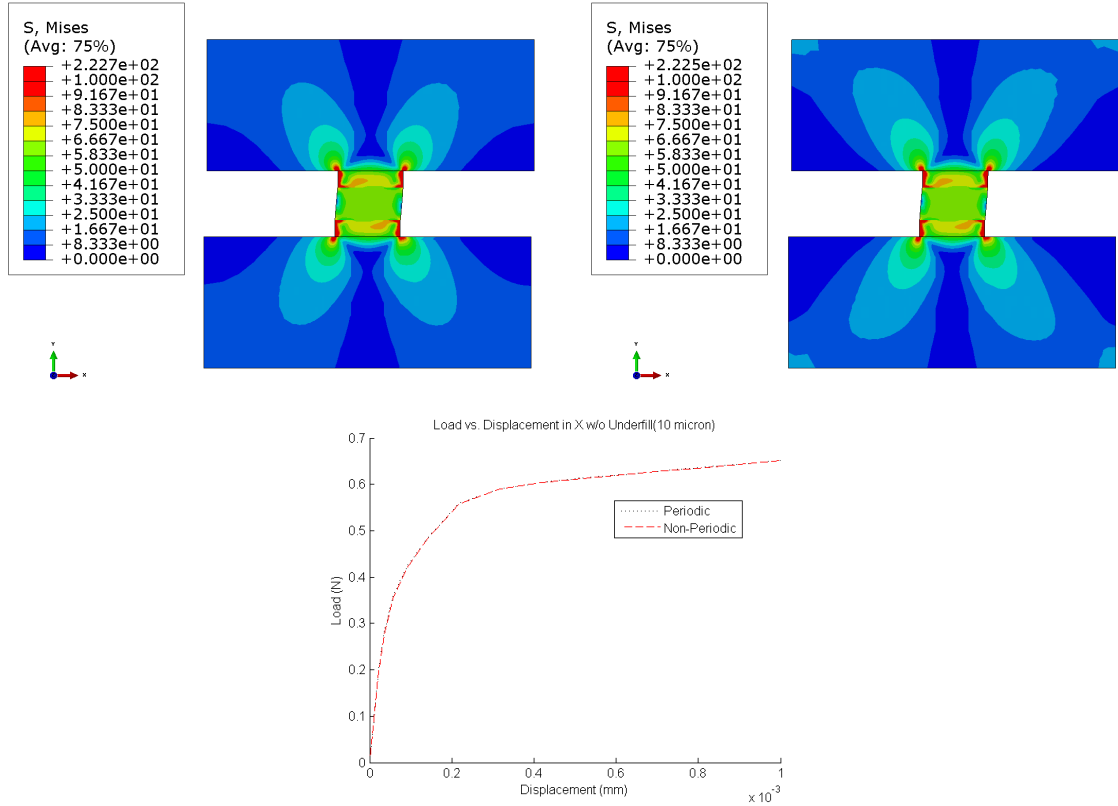 S, Mises
(Avg: 75%)
+2.227e+02
+1.000e+02
+9.167e+01
+8.333e+01
+7.500e+01
+6.667e+01
+5.833e+01
+5.000e+01
+4.167e+01
+3.333e+01
+2.500e+01
+1.667e+01
+8.333e+00
+0.000e+00
Y
X
S, Mises
(Avg: 75%)
+2.225e+02
+1.000e+02
+9.167e+01
+8.333e+01
+7.500e+01
+6.667e+01
+5.833e+01
+5.000e+01
+4.167e+01
+3.333e+01
+2.500e+01
+1.667e+01
+8.333e+00
+0.000e+00
Y
X
Load vs. Displacement in X w/o Underfill(10 micron)
0.7
0.6
0.5
0.4
0.3
0.2
0.1
0
Load (N)
Periodic
Non-Periodic
0 0.2 0.4 0.6 0.8 1
Displacement (mm)
x 10⁻³